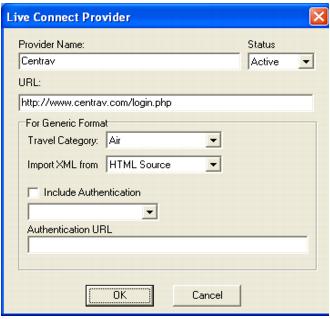 Live Connect Provider
Provider Name: Status
Centrav Active
URL:
http://www.centrav.com/login.php
For Generic Format
Travel Category: Air
Import XML from HTML Source
Include Authentication
Authentication URL
OK Cancel